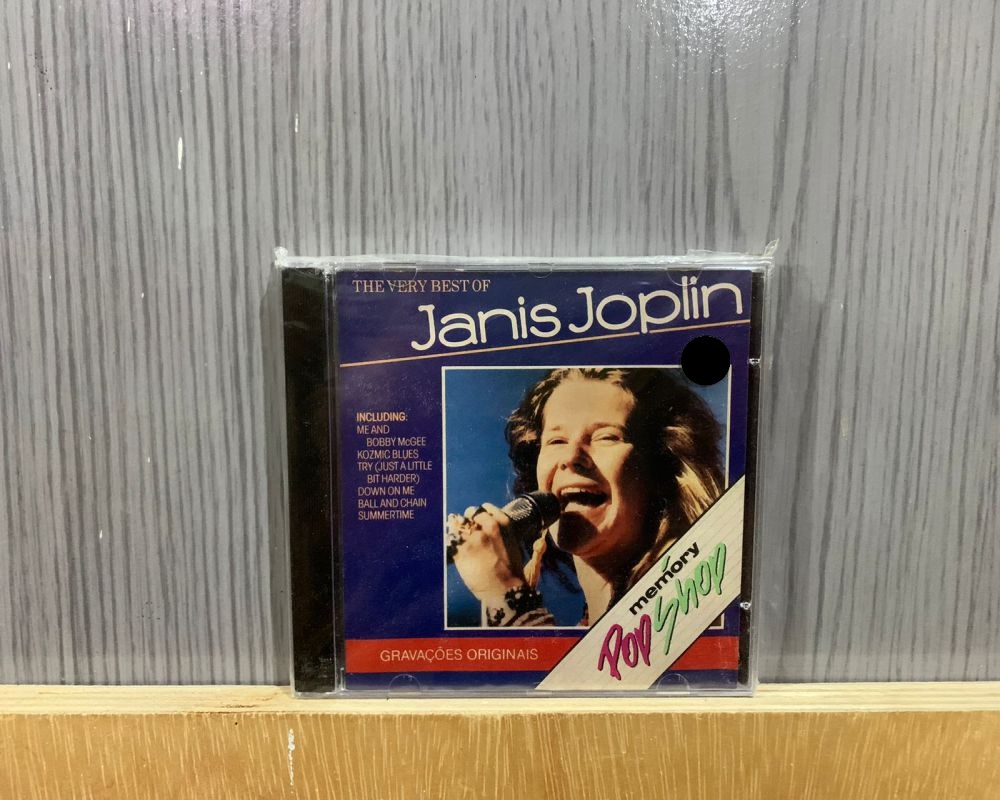 THE VERY BEST OF
Janis Joplin
INCLUDING:
ME AND
BOBBY McGEE
KOZMIC BLUES
TRY (JUST A LITTLE
BIT HARDER)
DOWN ON ME
BALL AND CHAIN
SUMMERTIME
memory
POP SHOP
GRAVAÇÕES ORIGINAIS